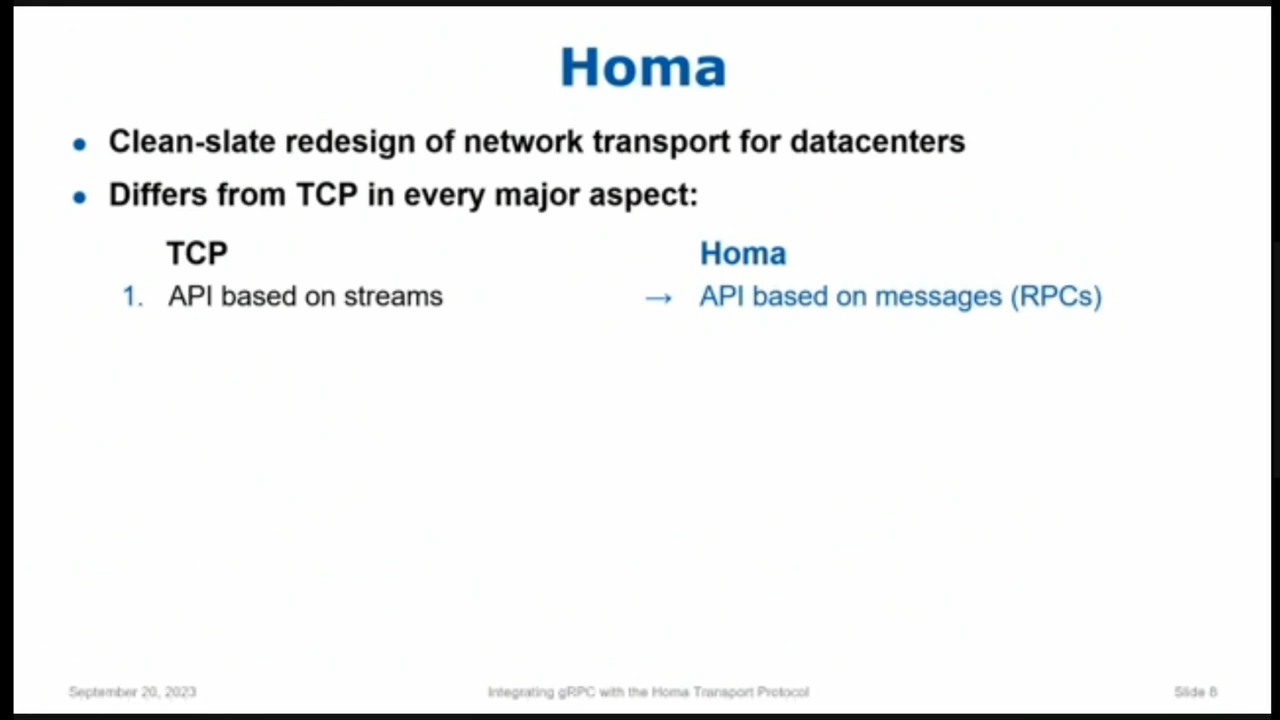 Homa
• Clean-slate redesign of network transport for datacenters
• Differs from TCP in every major aspect:
TCP Homa
1. API based on streams → API based on messages (RPCs)
September 20, 2023 Integrating gRPC with the Homa Transport Protocol Slide 8